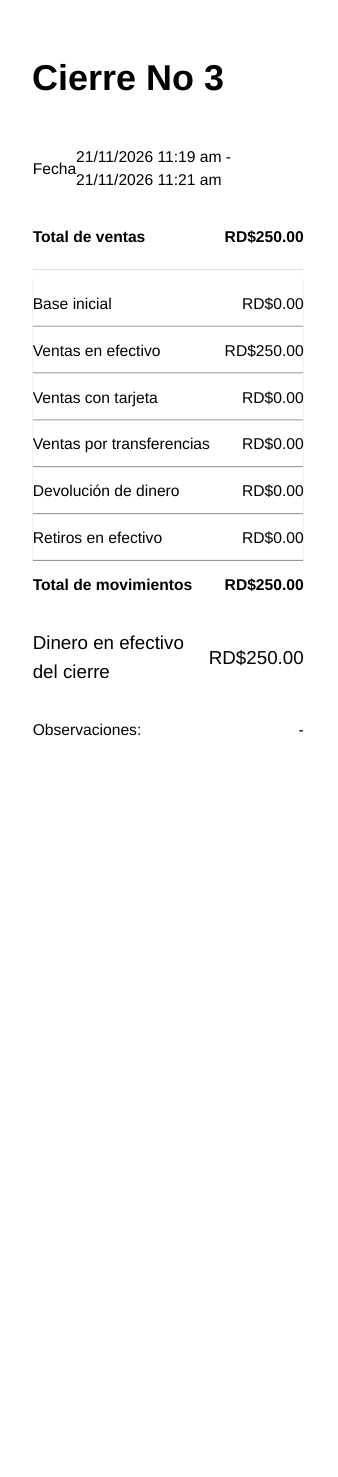 Cierre No 3
Fecha 21/11/2026 11:19 am -
21/11/2026 11:21 am
Total de ventas RD$250.00
Base inicial RD$0.00
Ventas en efectivo RD$250.00
Ventas con tarjeta RD$0.00
Ventas por transferencias RD$0.00
Devolución de dinero RD$0.00
Retiros en efectivo RD$0.00
Total de movimientos RD$250.00
Dinero en efectivo
del cierre RD$250.00
Observaciones: -